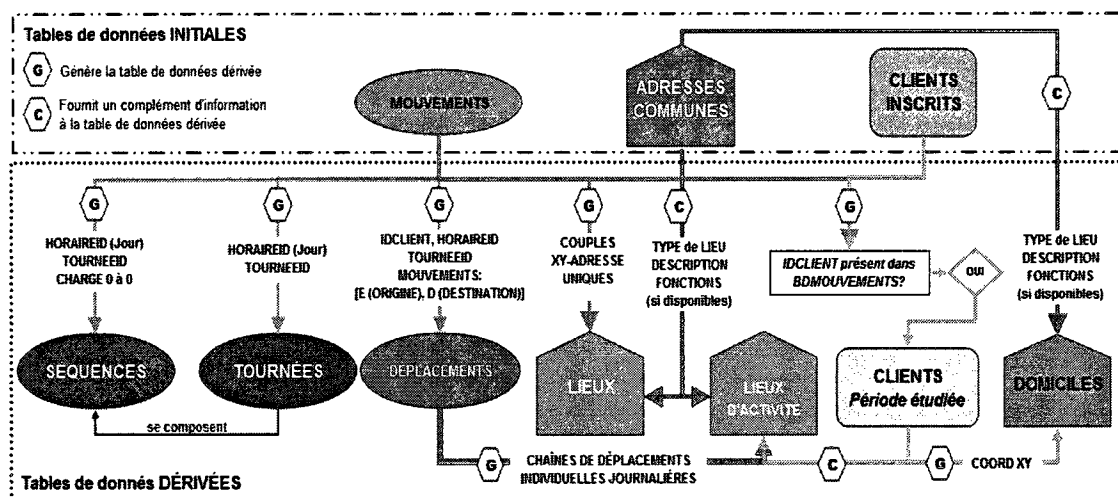 Tables de données INITIALES
G Génère la table de données dérivée
C Fournit un complément d'information
à la table de données dérivée
MOUVEMENTS
ADRESSES
COMMUNES
CLIENTS
INSCRITS
C
G
G
G
G
C
G
HORAIREID (Jour)
TOURNEEID
CHARGE 0 à 0
HORAIREID (Jour)
TOURNEEID
IDCLIENT, HORAIREID
TOURNEEID
MOUVEMENTS:
[E (ORIGINE), D (DESTINATION)]
COUPLES
XY-ADRESSE
UNIQUES
TYPE de LIEU
DESCRIPTION
FONCTIONS
(si disponibles)
IDCLIENT présent dans
BDMOUVEMENTS?
OUI
TYPE de LIEU
DESCRIPTION
FONCTIONS
(si disponibles)
SÉQUENCES
TOURNÉES
DÉPLACEMENTS
LIEUX
LIEUX
D'ACTIVITÉ
CLIENTS
Période étudiée
DOMICILES
se composent
G
CHAÎNES DE DÉPLACEMENTS
INDIVIDUELLES JOURNALIÈRES
C
G
COORD XY
Tables de donnés DÉRIVÉES